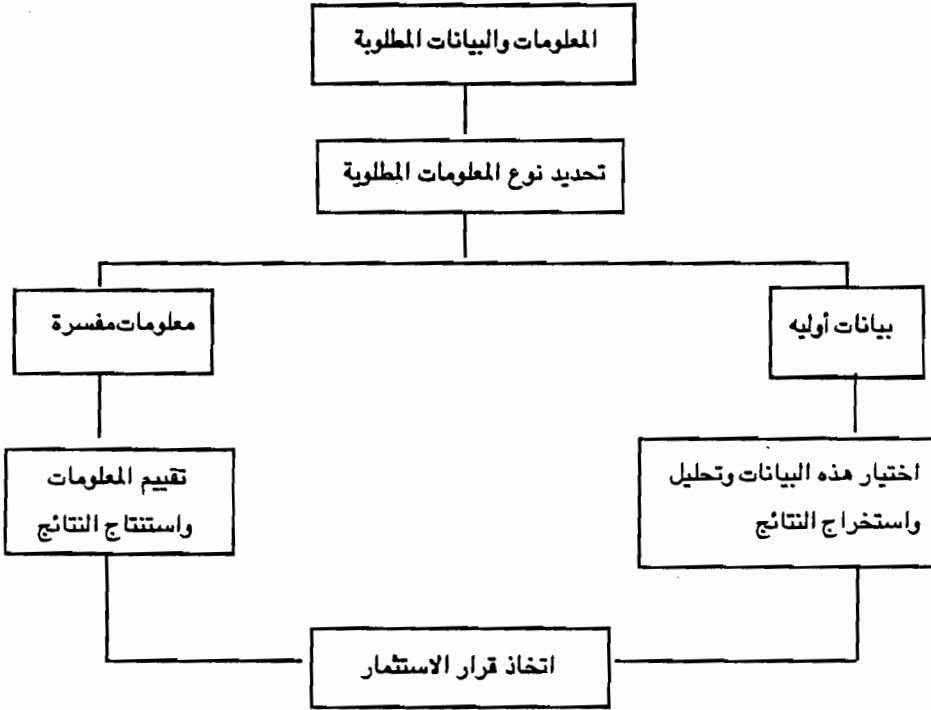 المعلومات والبيانات المطلوبة
تحديد نوع المعلومات المطلوبة
بيانات أوليه
معلومات مفسرة
اختيار هذه البيانات وتحليل
واستخراج النتائج
تقييم المعلومات
واستنتاج النتائج
اتخاذ قرار الاستثمار